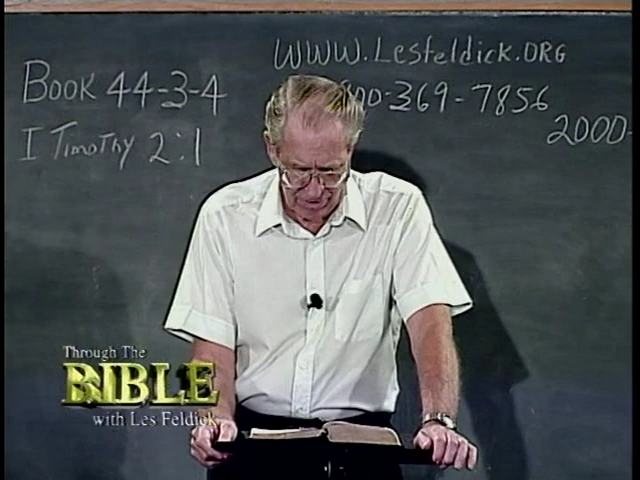 WWW.LesFeldick.ORG
Book 44-3-4
800-369-7856
I Timothy 2:1
2000-
Through The
BIBLE
with Les Feldick